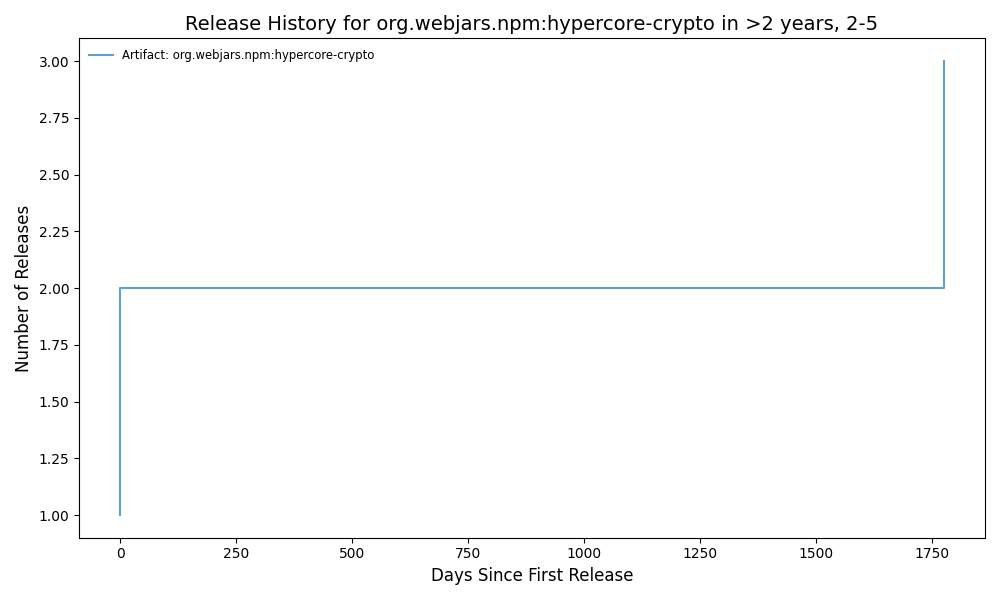 Release History for org.webjars.npm:hypercore-crypto in >2 years, 2-5
Artifact: org.webjars.npm:hypercore-crypto
Number of Releases
3.00
2.75
2.50
2.25
2.00
1.75
1.50
1.25
1.00
0 250 500 750 1000 1250 1500 1750
Days Since First Release